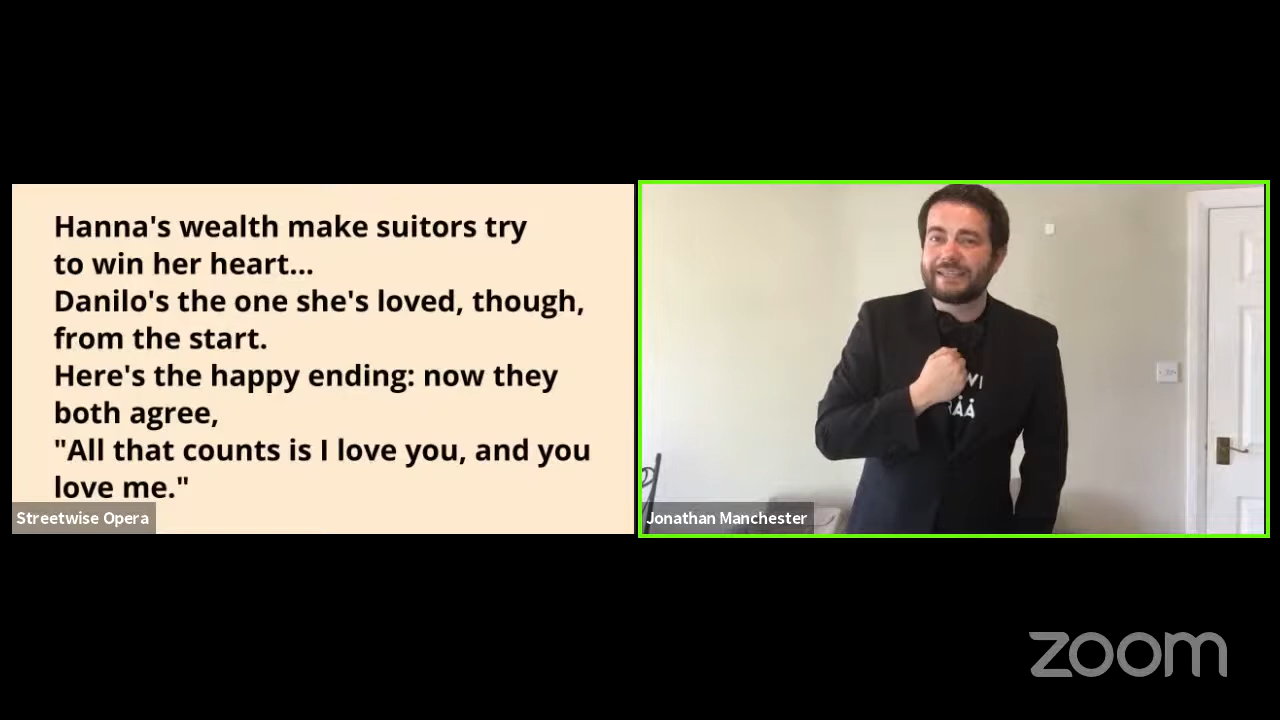 Hanna's wealth make suitors try
to win her heart...
Danilo's the one she's loved, though,
from the start.
Here's the happy ending: now they
both agree,
"All that counts is I love you, and you
love me."
Streetwise Opera
Jonathan Manchester
zoom